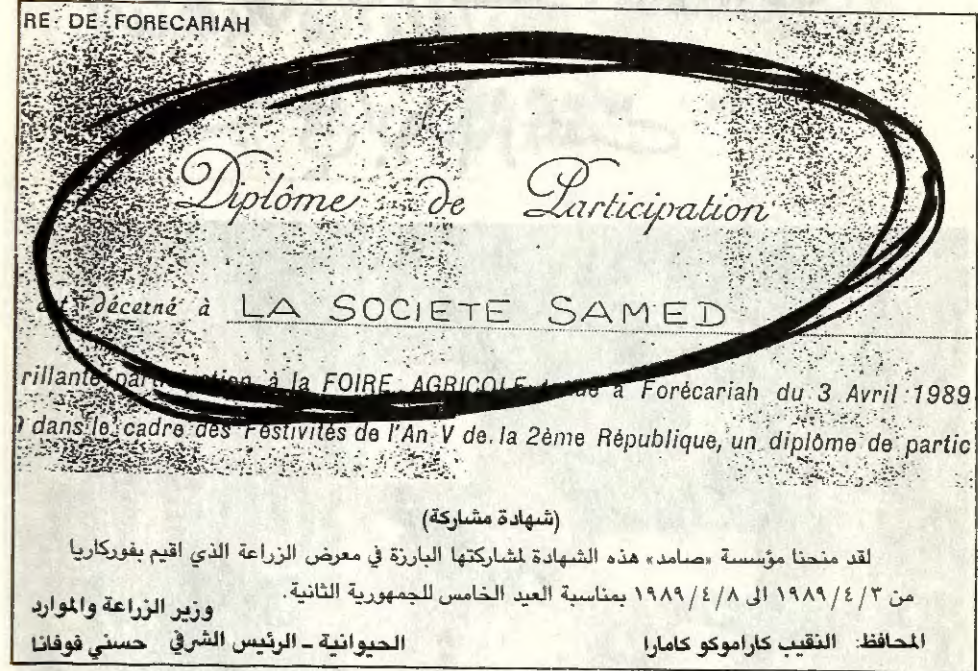 RE DE FORECARIAH
Diplôme de Participation
est décerné à LA SOCIETE SAMED
rillante participation à la FOIRE AGRICOLE à Forécariah du 3 Avril 1989
dans le cadre des Festivités de l'An V de la 2ème République, un diplôme de partic
(شهادة مشاركة)
لقد منحنا مؤسسة «صامد» هذه الشهادة لمشاركتها البارزة في معرض الزراعة الذي اقيم بفوركاريا
من ١٩٨٩/٤/٣ الى ١٩٨٩/٤/٨ بمناسبة العيد الخامس للجمهورية الثانية.
وزير الزراعة والموارد
المحافظ: النقيب كاراموكو كامارا الحيوانية ـ الرئيس الشرفي حسني فوفانا